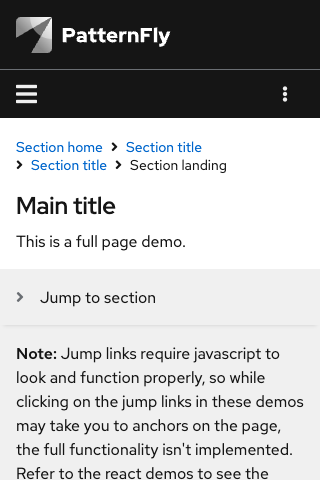 PatternFly
Section home Section title
Section title Section landing
Main title
This is a full page demo.
Jump to section
Note: Jump links require javascript to
look and function properly, so while
clicking on the jump links in these demos
may take you to anchors on the page,
the full functionality isn't implemented.
Refer to the react demos to see the